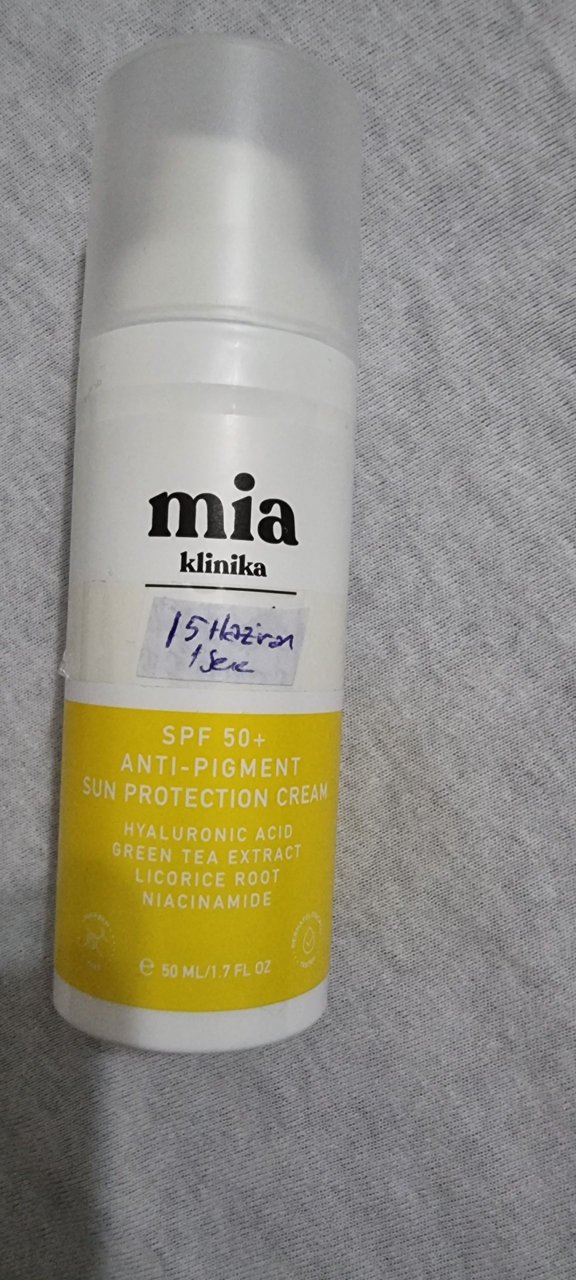 mia
klinika
15 Haziran
1 Sene
SPF 50+
ANTI-PIGMENT
SUN PROTECTION CREAM
HYALURONIC ACID
GREEN TEA EXTRACT
LICORICE ROOT
NIACINAMIDE
e 50 ML/1.7 FL OZ